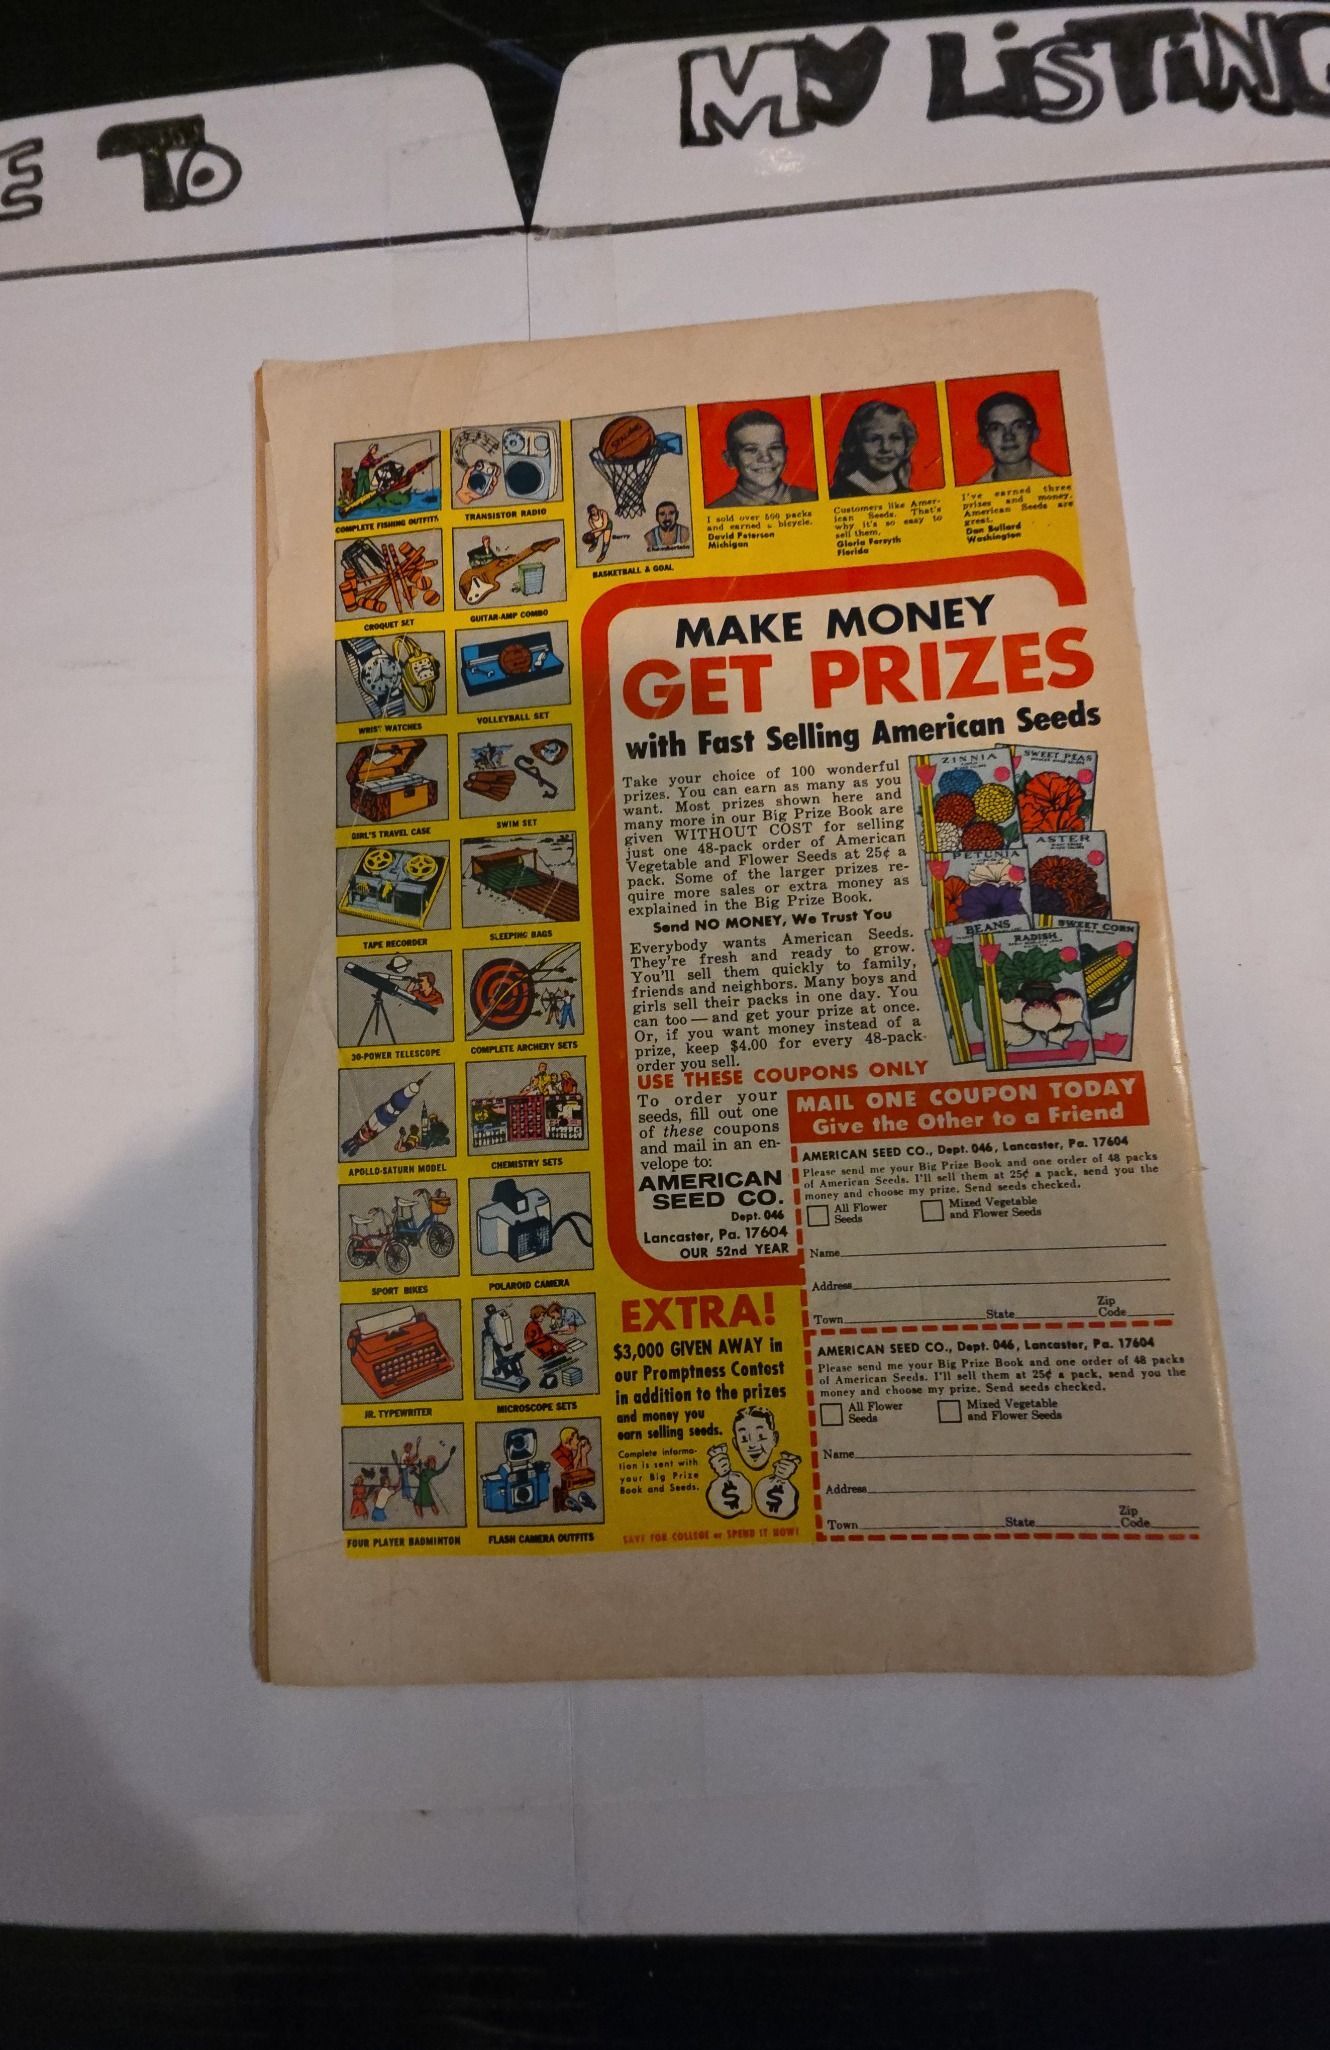 E TO
MY LISTING
COMPLETE FISHING OUTFITS
TRANSISTOR RADIO
SPALDING
Barry
Chamberlain
BASKETBALL & GOAL
CROQUET SET
GUITAR-AMP COMBO
WRIST WATCHES
VOLLEYBALL SET
GIRL'S TRAVEL CASE
SWIM SET
TAPE RECORDER
SLEEPING BAGS
30-POWER TELESCOPE
COMPLETE ARCHERY SETS
APOLLO-SATURN MODEL
CHEMISTRY SETS
SPORT BIKES
POLAROID CAMERA
JR. TYPEWRITER
MICROSCOPE SETS
FOUR PLAYER BADMINTON
FLASH CAMERA OUTFITS
I sold over 500 packs
and earned a bicycle.
David Peterson
Michigan
Customers like Amer-
ican Seeds. That's
why it's so easy to
sell them.
Gloria Forsyth
Florida
I've earned three
prizes and money.
American Seeds are
great.
Dan Bullard
Washington
MAKE MONEY
GET PRIZES
with Fast Selling American Seeds
Take your choice of 100 wonderful
prizes. You can earn as many as you
want. Most prizes shown here and
many more in our Big Prize Book are
given WITHOUT COST for selling
just one 48-pack order of American
Vegetable and Flower Seeds at 25¢ a
pack. Some of the larger prizes re-
quire more sales or extra money as
explained in the Big Prize Book.
Send NO MONEY, We Trust You
Everybody wants American Seeds.
They're fresh and ready to grow.
You'll sell them quickly to family,
friends and neighbors. Many boys and
girls sell their packs in one day. You
can too — and get your prize at once.
Or, if you want money instead of a
prize, keep $4.00 for every 48-pack
order you sell.
ZINNIA
SWEET PEAS
PETUNIA
ASTER
BEANS
RADISH
SWEET CORN
USE THESE COUPONS ONLY
To order your
seeds, fill out one
of these coupons
and mail in an en-
velope to:
AMERICAN
SEED CO.
Dept. 046
Lancaster, Pa. 17604
OUR 52nd YEAR
MAIL ONE COUPON TODAY
Give the Other to a Friend
AMERICAN SEED CO., Dept. 046, Lancaster, Pa. 17604
Please send me your Big Prize Book and one order of 48 packs
of American Seeds. I'll sell them at 25¢ a pack, send you the
money and choose my prize. Send seeds checked.
All Flower Seeds
Mixed Vegetable and Flower Seeds
Name
Address
Town State Zip Code
EXTRA!
$3,000 GIVEN AWAY in
our Promptness Contest
in addition to the prizes
and money you
earn selling seeds.
Complete informa-
tion is sent with
your Big Prize
Book and Seeds.
$ $
SAVE FOR COLLEGE or SPEND IT NOW!
AMERICAN SEED CO., Dept. 046, Lancaster, Pa. 17604
Please send me your Big Prize Book and one order of 48 packs
of American Seeds. I'll sell them at 25¢ a pack, send you the
money and choose my prize. Send seeds checked.
All Flower Seeds
Mixed Vegetable and Flower Seeds
Name
Address
Town State Zip Code